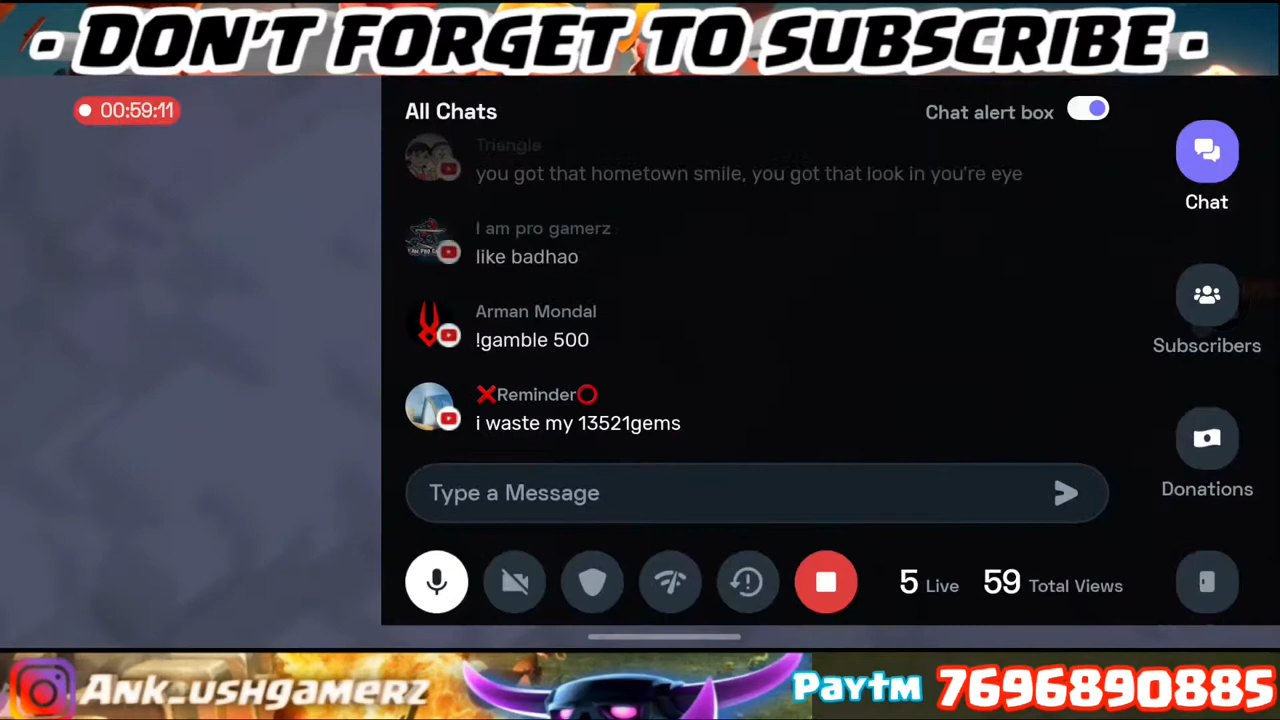 - DON'T FORGET TO SUBSCRIBE -
00:59:11
All Chats
Chat alert box
Triangle
you got that hometown smile, you got that look in you're eye
I am pro gamerz
like badhao
Arman Mondal
!gamble 500
❌Reminder⭕
i waste my 13521gems
Type a Message
5 Live
59 Total Views
Chat
Subscribers
Donations
Ank_ushgamerz
Paytm 7696890885